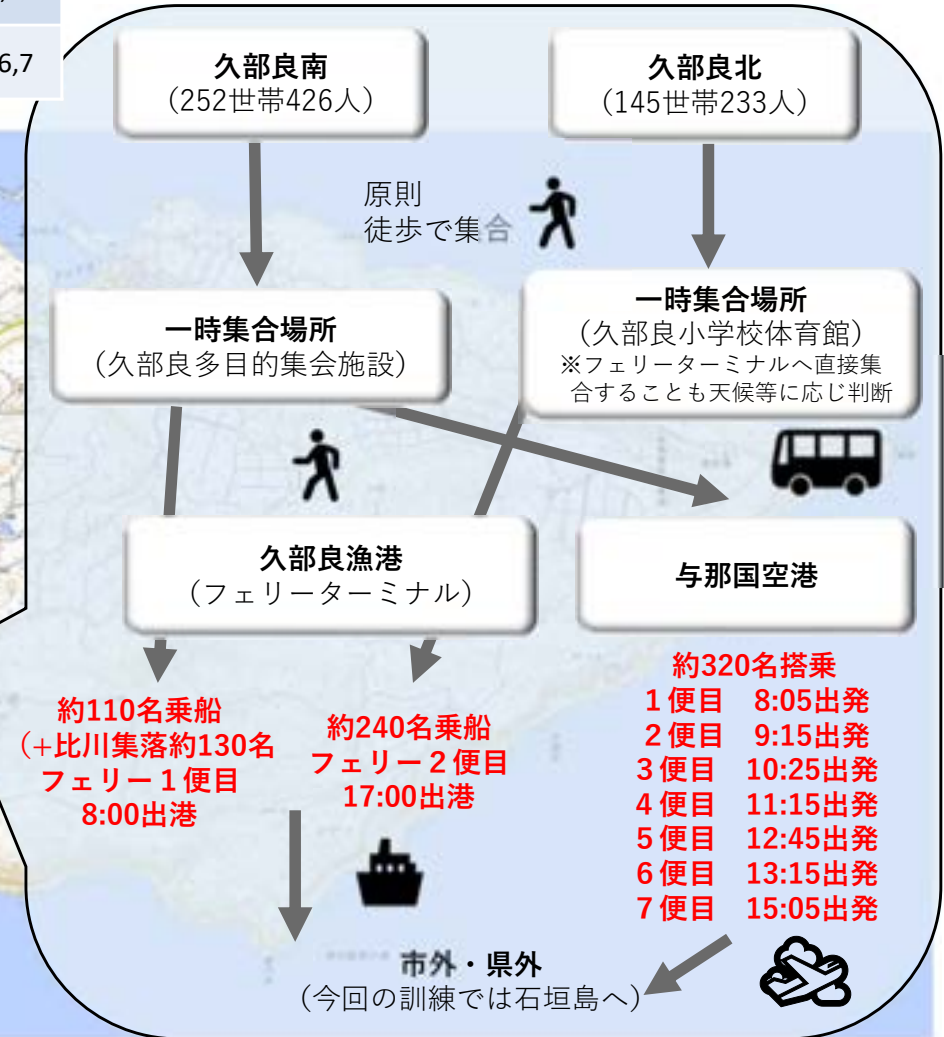 6,7
久部良南
（252世帯426人）
久部良北
（145世帯233人）
原則
徒歩で集合
一時集合場所
（久部良多目的集会施設）
一時集合場所
（久部良小学校体育館）
※フェリーターミナルへ直接集
合することも天候等に応じ判断
久部良漁港
（フェリーターミナル）
与那国空港
約110名乗船
（+比川集落約130名
フェリー１便目
8:00出港
約240名乗船
フェリー２便目
17:00出港
約320名搭乗
1便目　8:05出発
2便目　9:15出発
3便目　10:25出発
4便目　11:15出発
5便目　12:45出発
6便目　13:15出発
7便目　15:05出発
市外・県外
（今回の訓練では石垣島へ）